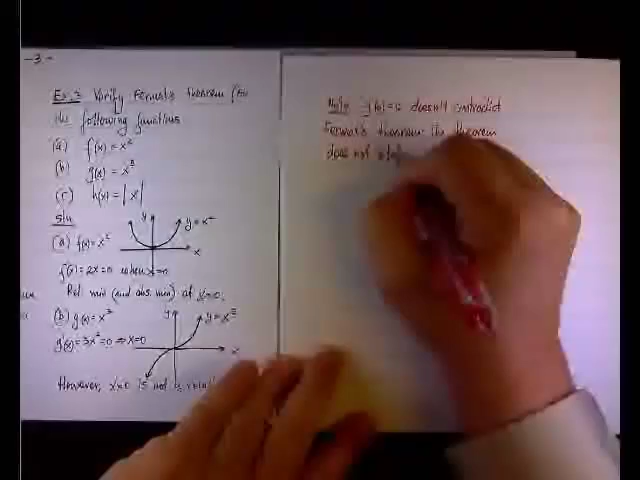 -3-
Ex. 3 Verify Fermat's Theorem for
the following functions
(a) f(x) = x²
(b) g(x) = x³
(c) h(x) = |x|
Sln
(a) f(x) = x²
y
y = x²
x
f'(x) = 2x = 0 when x = 0
Rel. min (and abs. min) at x=0.
(b) g(x) = x³
y
y = x³
g'(x) = 3x² = 0 ⇒ x=0
x
However, x=0 is not a
Note g'(0) = 0 doesn't contradict
Fermat's theorem. The theorem
does not